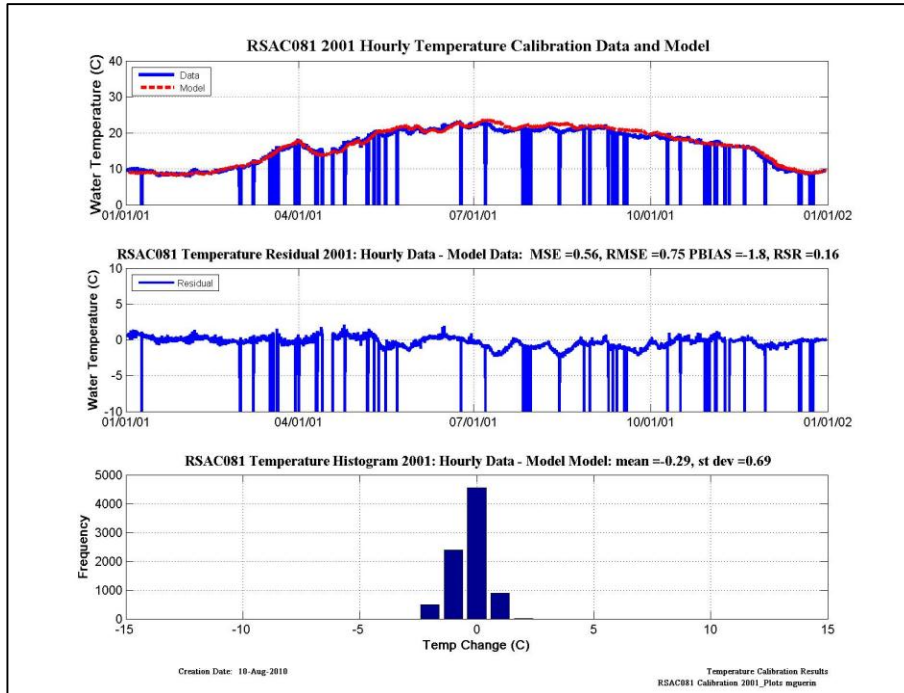 RSAC081 2001 Hourly Temperature Calibration Data and Model
Water Temperature (C)
40
30
20
10
0
Data
Model
01/01/01 04/01/01 07/01/01 10/01/01 01/01/02
RSAC081 Temperature Residual 2001: Hourly Data - Model Data: MSE =0.56, RMSE =0.75 PBIAS =-1.8, RSR =0.16
Water Temperature (C)
10
5
0
-5
-10
Residual
01/01/01 04/01/01 07/01/01 10/01/01 01/01/02
RSAC081 Temperature Histogram 2001: Hourly Data - Model Model: mean =-0.29, st dev =0.69
Frequency
5000
4000
3000
2000
1000
0
-15 -10 -5 0 5 10 15
Temp Change (C)
Creation Date: 10-Aug-2010 Temperature Calibration Results
RSAC081 Calibration 2001_Plots mguerin